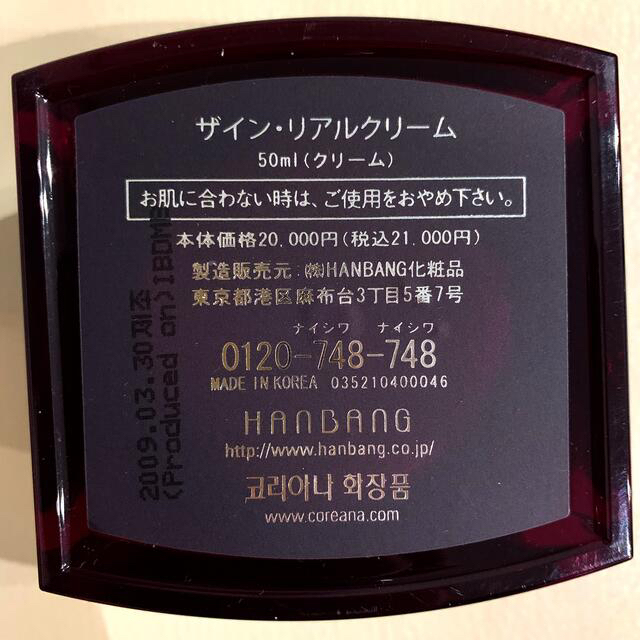 ザイン・リアルクリーム
50ml(クリーム)
お肌に合わない時は、ご使用をおやめ下さい。
本体価格20,000円(税込21,000円)
製造販売元:㈱HANBANG化粧品
東京都港区麻布台3丁目5番7号
ナイシワ ナイシワ
0120-748-748
MADE IN KOREA 035210400046
HANBANG
http://www.hanbang.co.jp/
코리아나 화장품
www.coreana.com
2009.03.30제조
(Produced on)